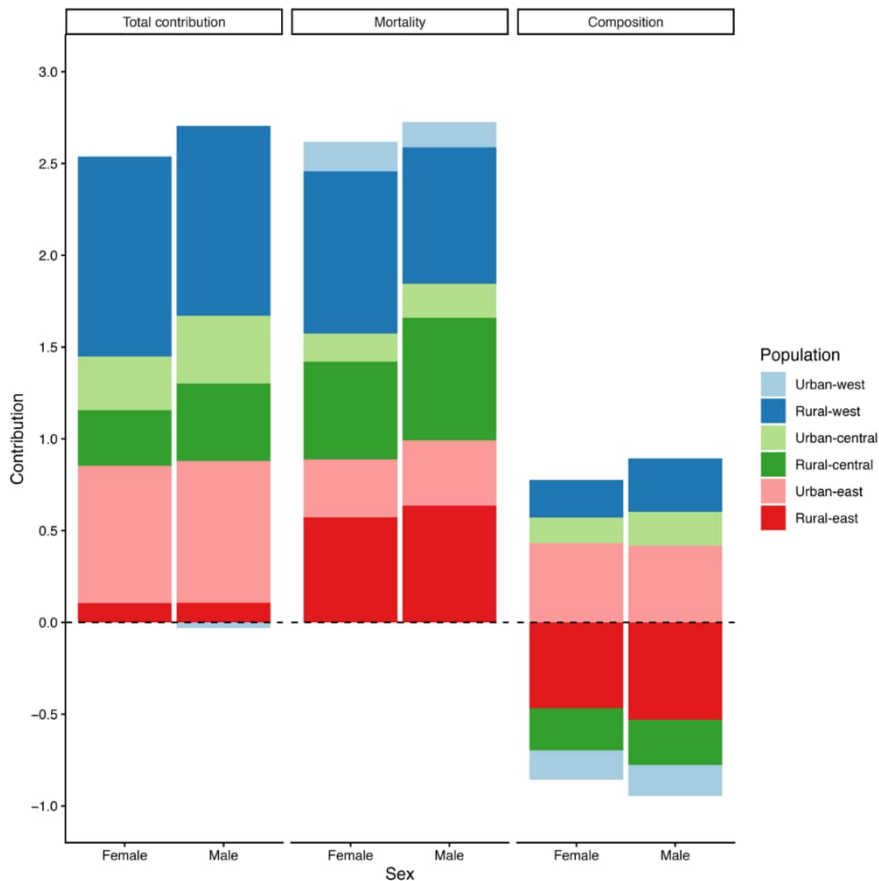 Total contribution
Mortality
Composition
3.0
2.5
2.0
1.5
1.0
0.5
0.0
−0.5
−1.0
Contribution
Female
Male
Female
Male
Female
Male
Sex
Population
Urban-west
Rural-west
Urban-central
Rural-central
Urban-east
Rural-east